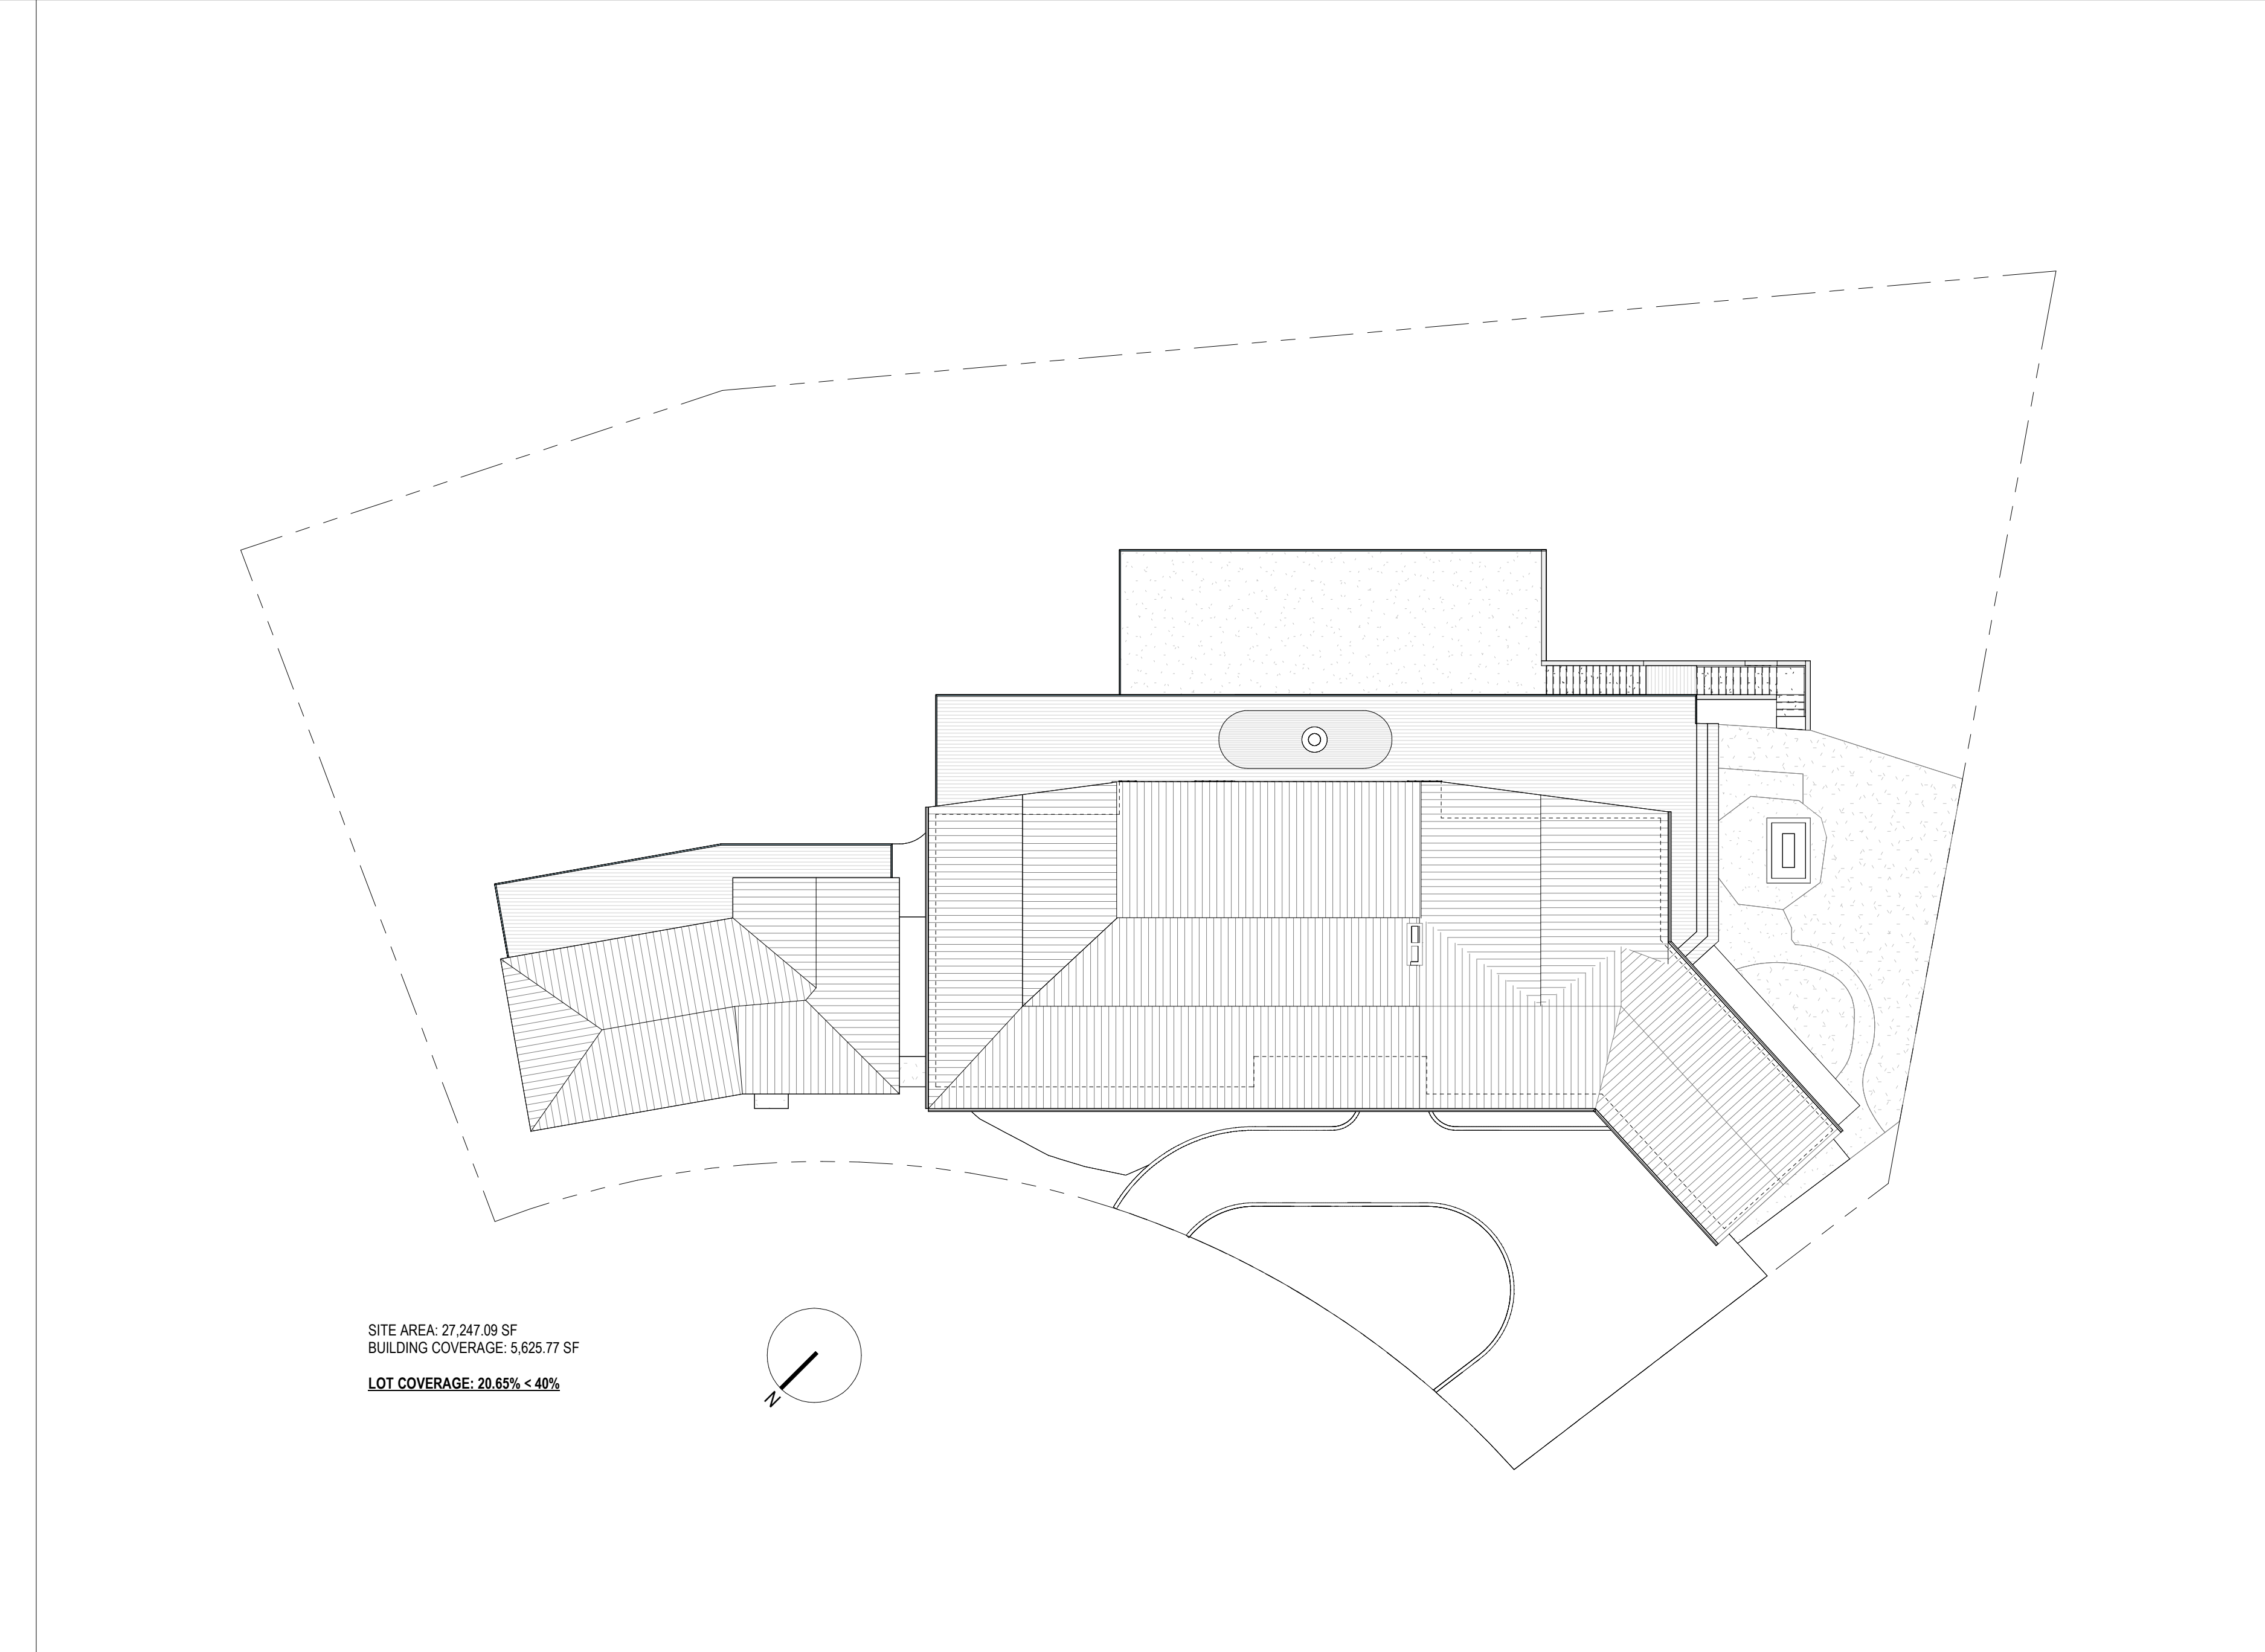 SITE AREA: 27,247.09 SF
BUILDING COVERAGE: 5,625.77 SF
LOT COVERAGE: 20.65% < 40%
N